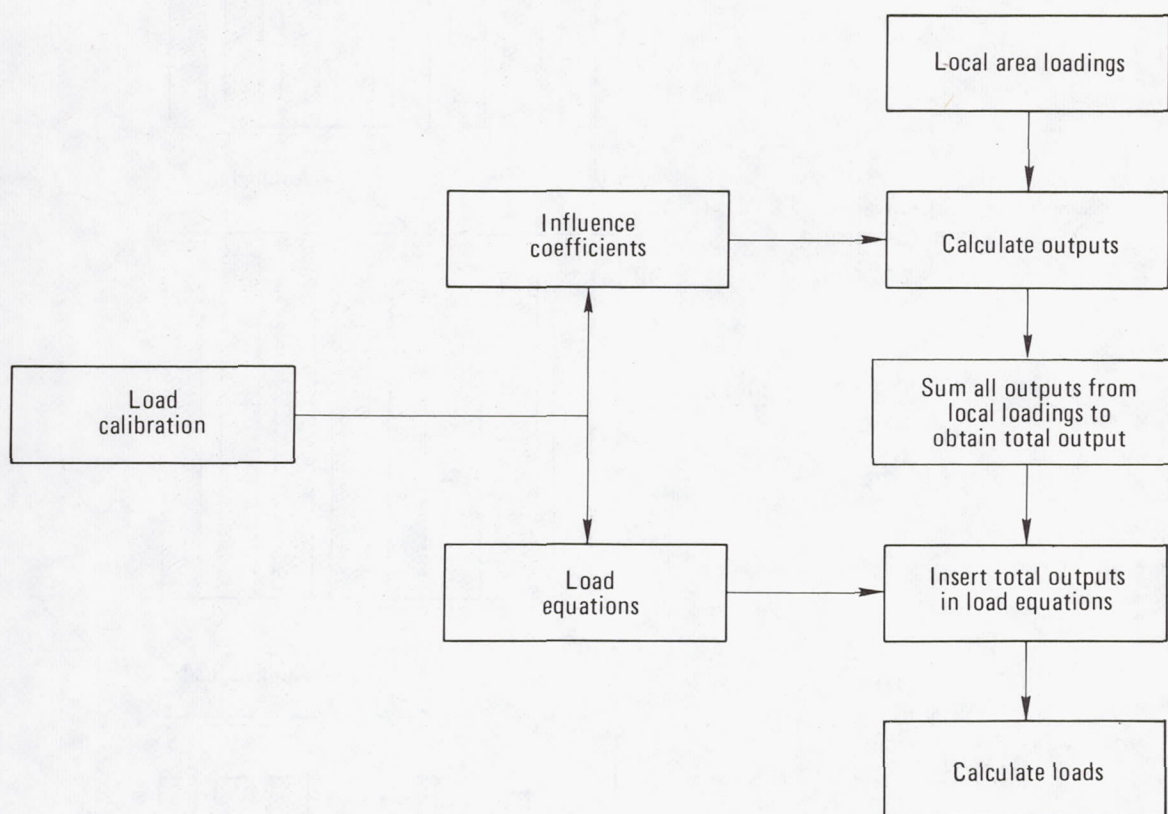 Local area loadings
Influence
coefficients
Calculate outputs
Load
calibration
Sum all outputs from
local loadings to
obtain total output
Load
equations
Insert total outputs
in load equations
Calculate loads